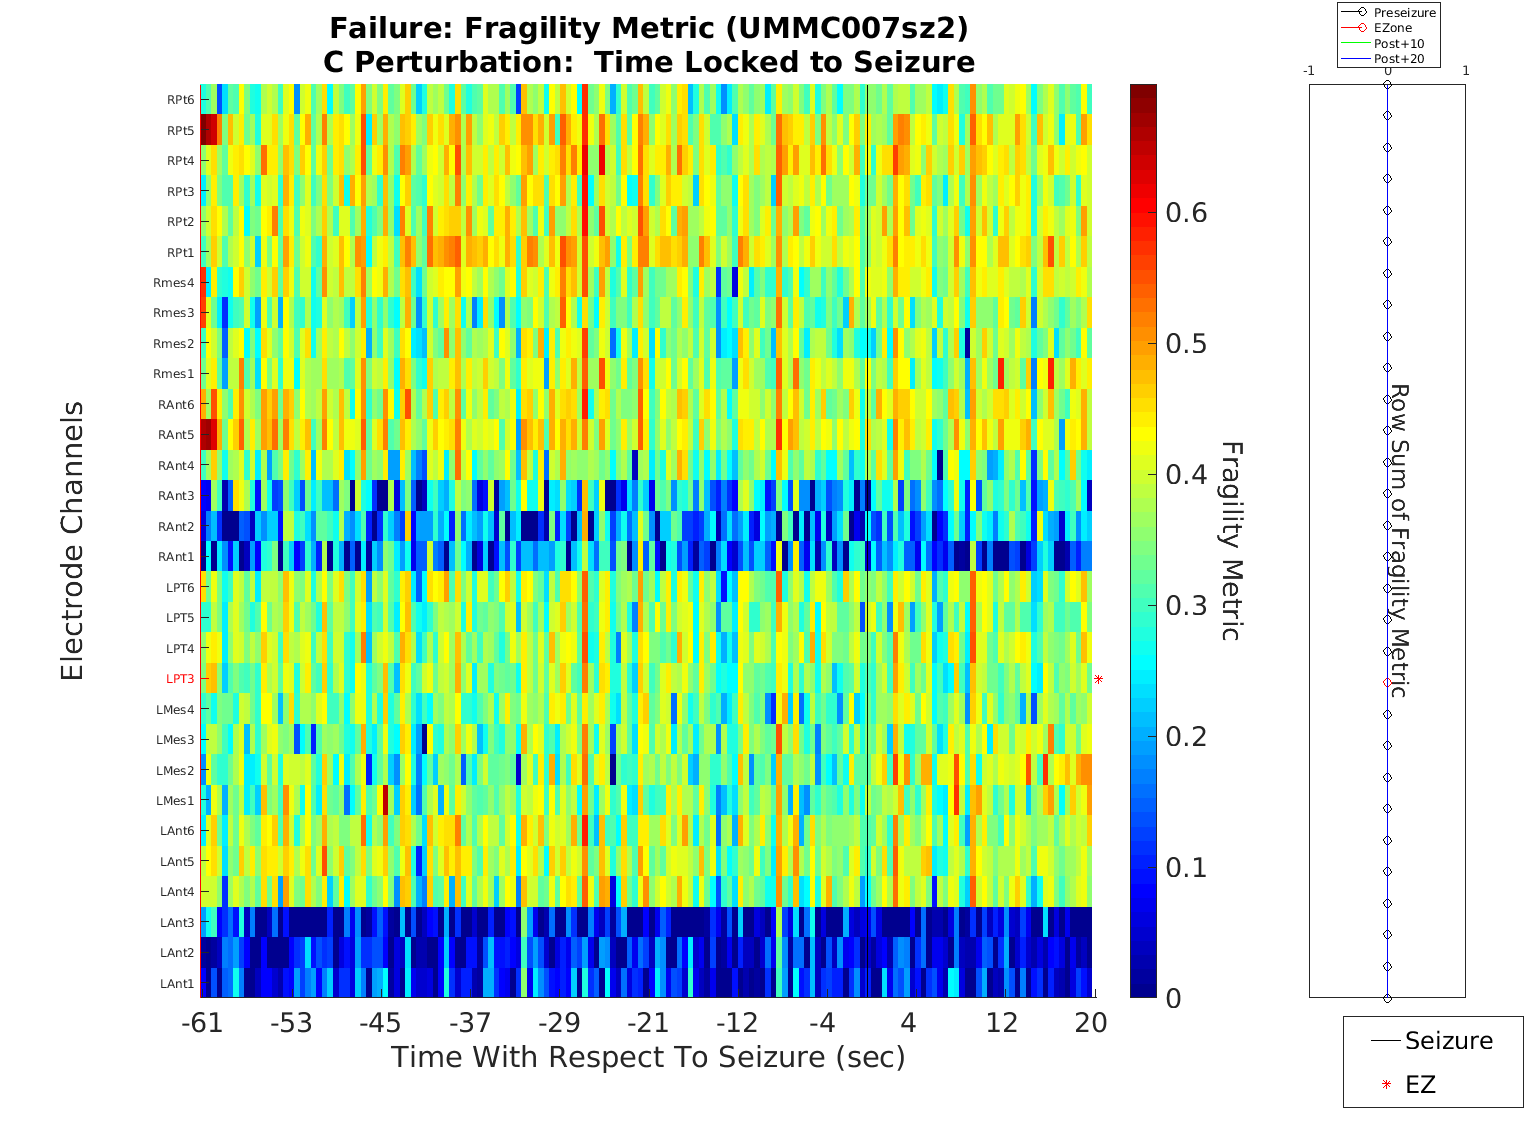 Failure: Fragility Metric (UMMC007sz2)
C Perturbation:  Time Locked to Seizure
Electrode Channels
RPt6
RPt5
RPt4
RPt3
RPt2
RPt1
Rmes4
Rmes3
Rmes2
Rmes1
RAnt6
RAnt5
RAnt4
RAnt3
RAnt2
RAnt1
LPT6
LPT5
LPT4
LPT3
LMes4
LMes3
LMes2
LMes1
LAnt6
LAnt5
LAnt4
LAnt3
LAnt2
LAnt1
-61 -53 -45 -37 -29 -21 -12 -4 4 12 20
Time With Respect To Seizure (sec)
0.6
0.5
0.4
0.3
0.2
0.1
0
Fragility Metric
Preseizure
EZone
Post+10
Post+20
-1 0 1
Row Sum of Fragility Metric
Seizure
EZ